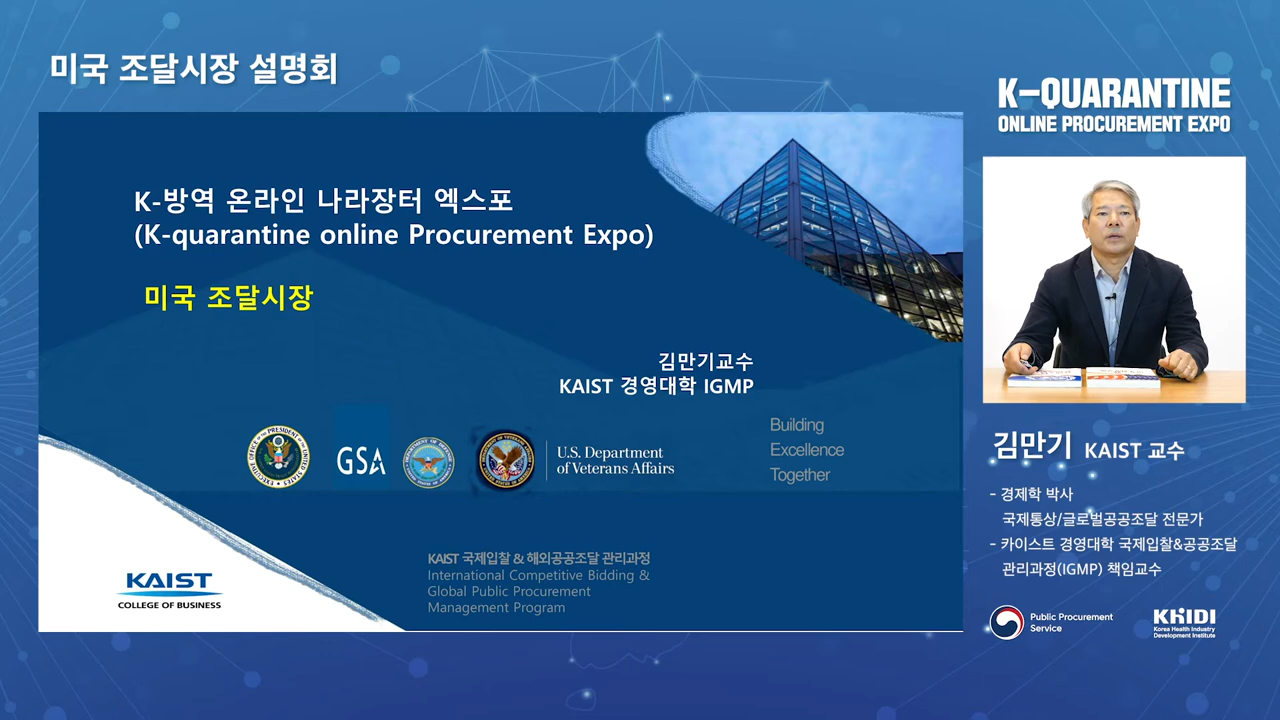 미국 조달시장 설명회
K-QUARANTINE
ONLINE PROCUREMENT EXPO
K-방역 온라인 나라장터 엑스포
(K-quarantine online Procurement Expo)
미국 조달시장
김만기교수
KAIST 경영대학 IGMP
GSA
U.S. Department
of Veterans Affairs
Building
Excellence
Together
KAIST
COLLEGE OF BUSINESS
KAIST 국제입찰 & 해외공공조달 관리과정
International Competitive Bidding &
Global Public Procurement
Management Program
김만기 KAIST 교수
- 경제학 박사
국제통상/글로벌공공조달 전문가
- 카이스트 경영대학 국제입찰&공공조달
관리과정(IGMP) 책임교수
Public Procurement
Service
KHIDI
Korea Health Industry
Development Institute